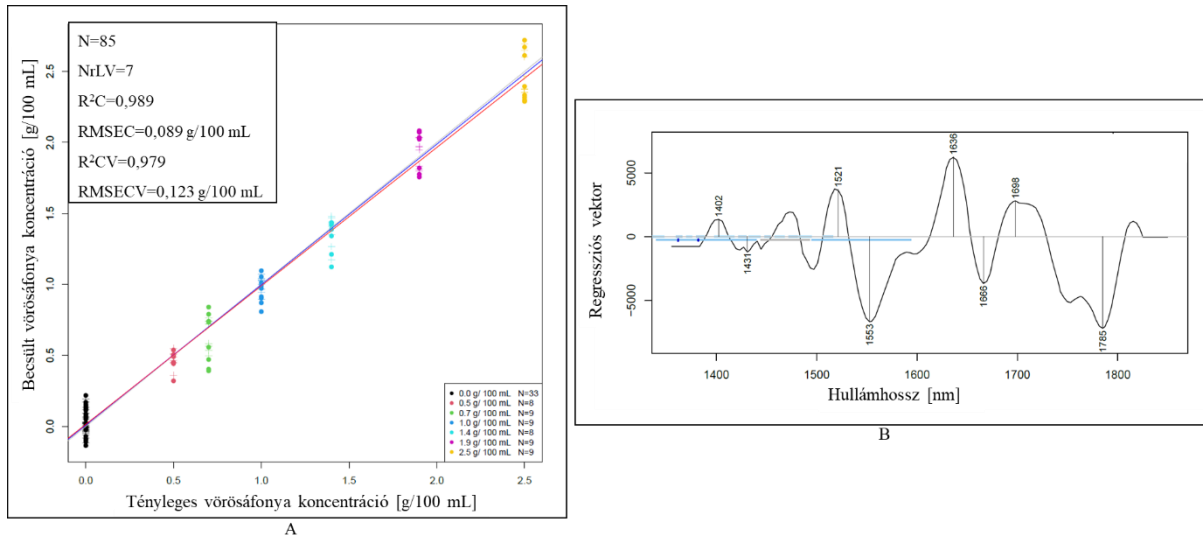 N=85
NrLV=7
R²C=0,989
RMSEC=0,089 g/100 mL
R²CV=0,979
RMSECV=0,123 g/100 mL
Becsült vörösáfonya koncentráció [g/100 mL]
2.5
2.0
1.5
1.0
0.5
0.0
0.0 g/ 100 mL N=33
0.5 g/ 100 mL N=8
0.7 g/ 100 mL N=9
1.0 g/ 100 mL N=9
1.4 g/ 100 mL N=8
1.9 g/ 100 mL N=9
2.5 g/ 100 mL N=9
0.0 0.5 1.0 1.5 2.0 2.5
Tényleges vörösáfonya koncentráció [g/100 mL]
A
Regressziós vektor
5000
0
-5000
1402
1431
1521
1553
1636
1666
1698
1785
1400 1500 1600 1700 1800
Hullámhossz [nm]
B